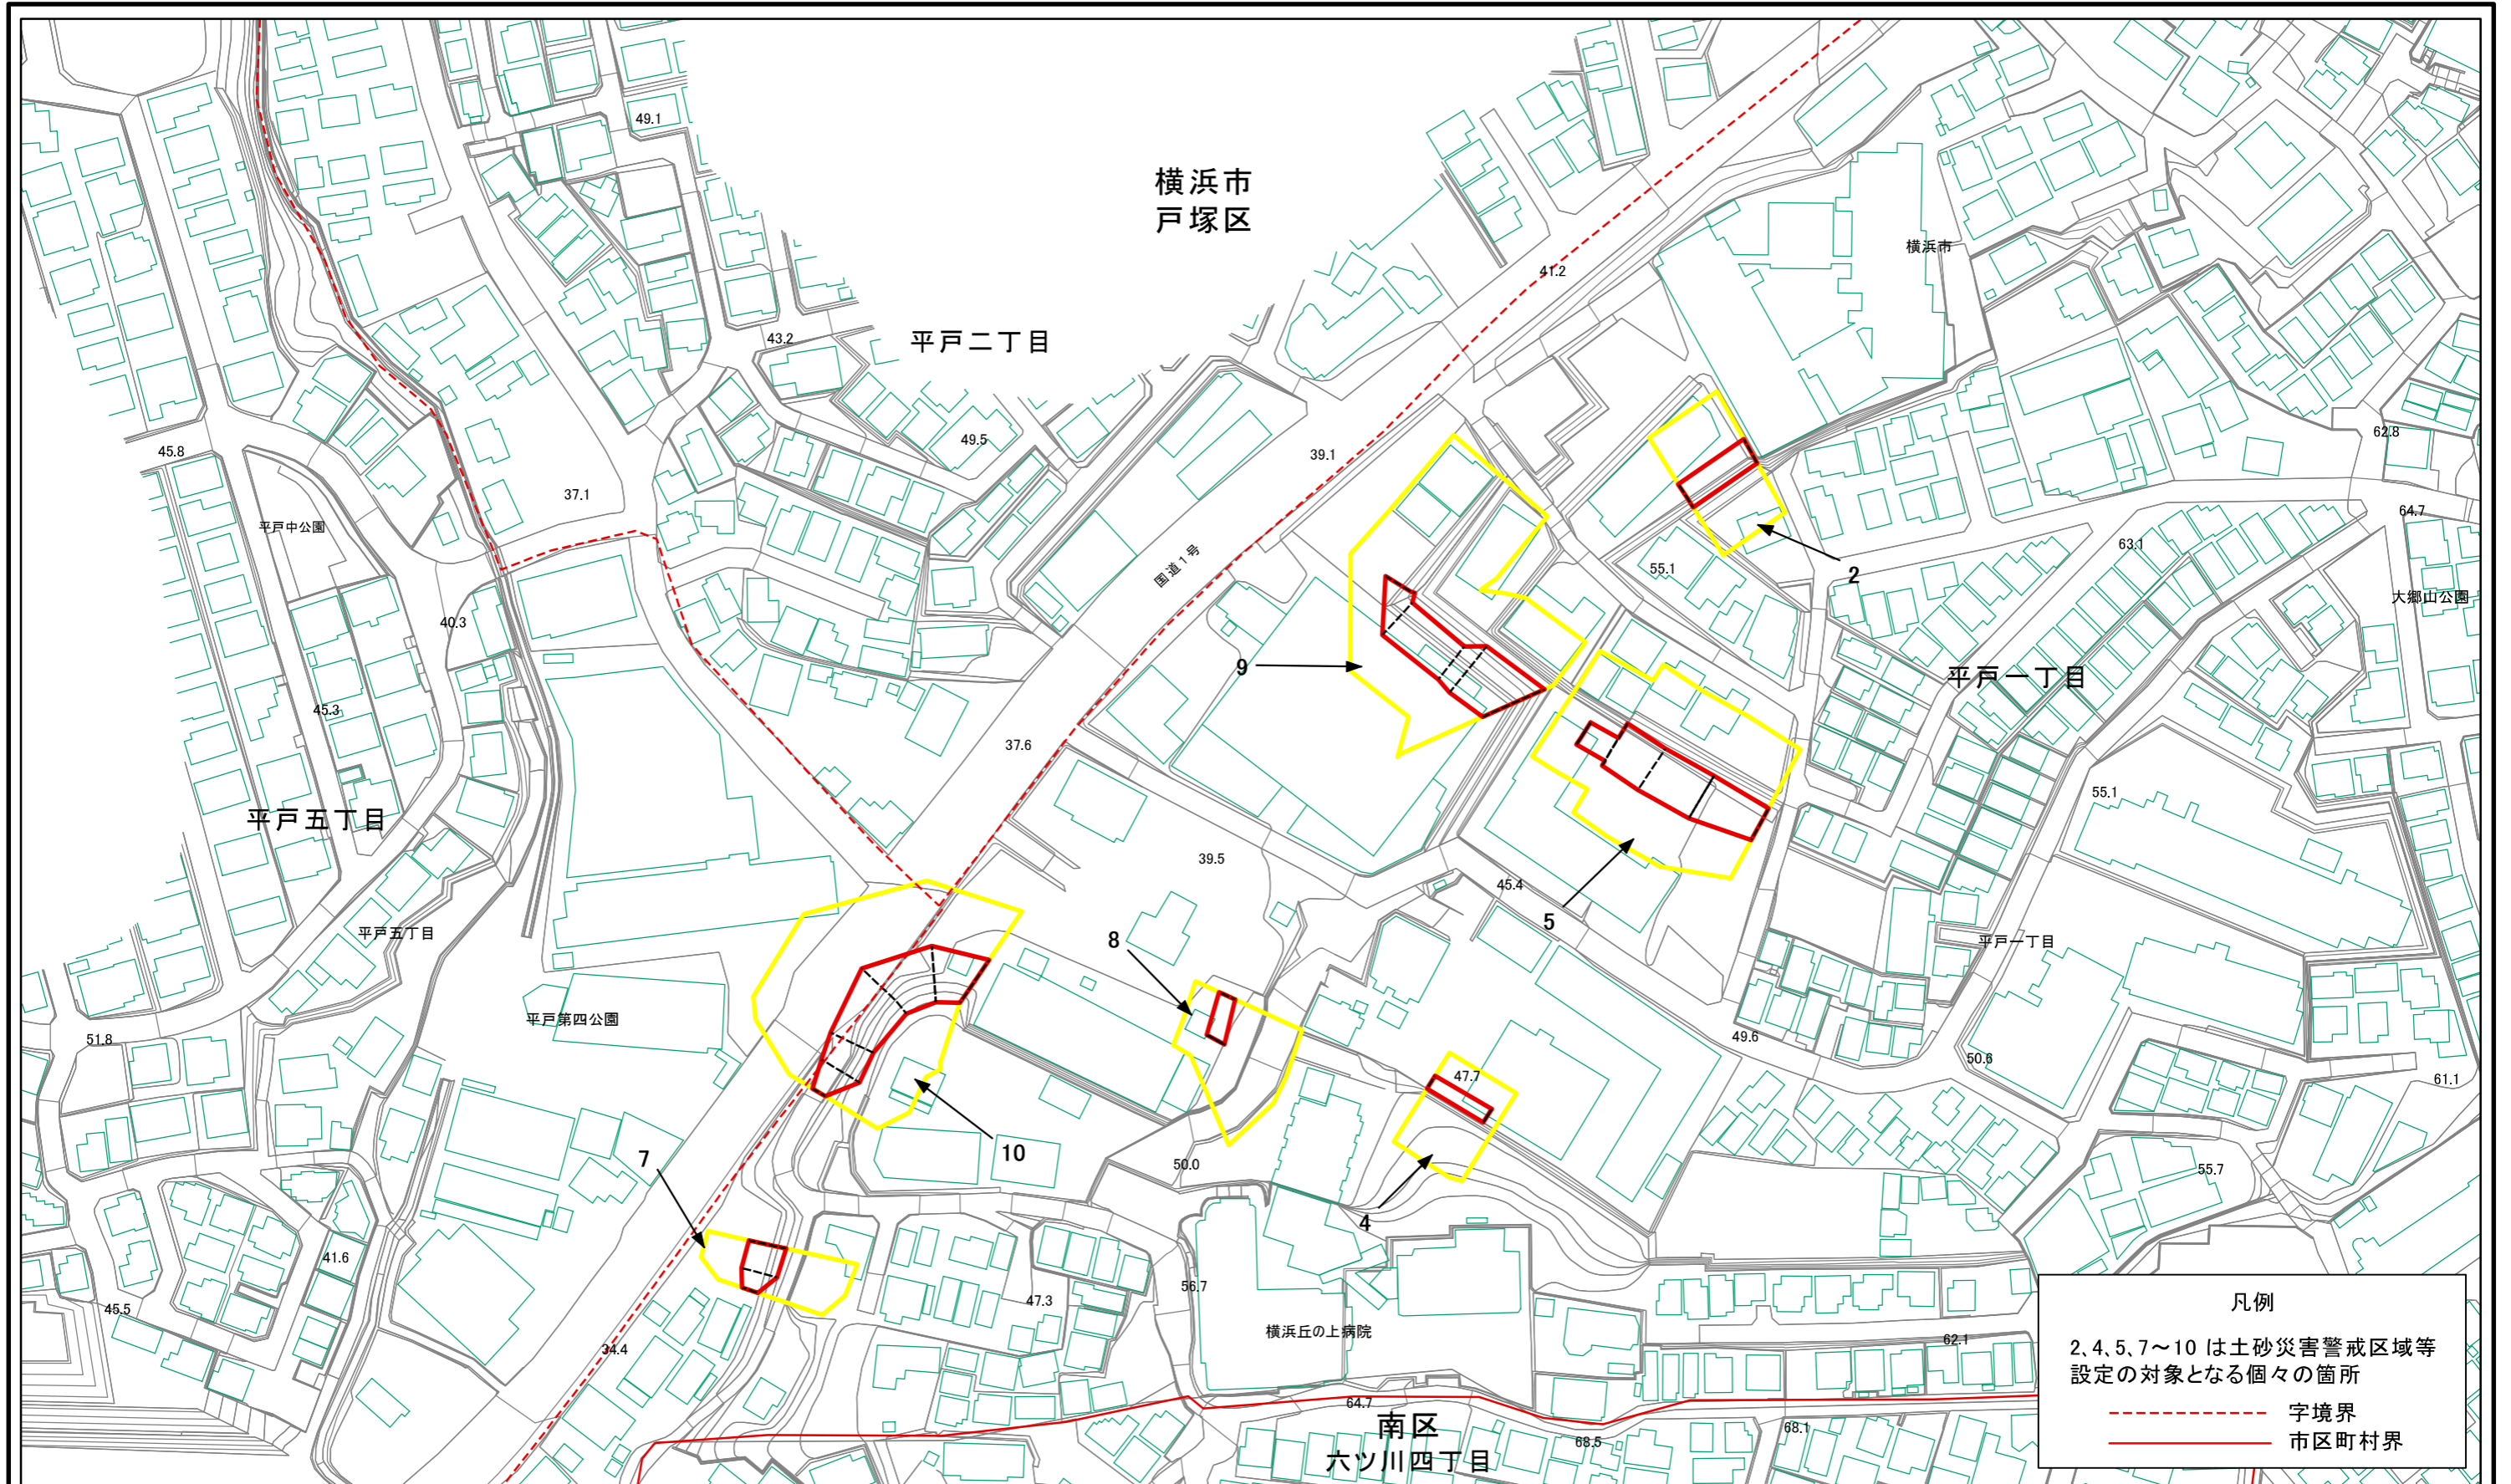 49.1
横浜市
戸塚区
横浜市
41.2
43.2
平戸二丁目
49.5
39.1
45.8
62.8
37.1
平戸中公園
64.7
63.1
国道1号
55.1
2
大郷山公園
40.3
9
平戸一丁目
45.3
37.6
55.1
平戸五丁目
39.5
45.4
5
平戸五丁目
8
平戸一丁目
平戸第四公園
51.8
49.6
50.6
47.7
61.1
10
7
50.0
55.7
4
41.6
56.7
45.5
47.3
横浜丘の上病院
34.4
62.1
64.7
南区
六ツ川四丁目
68.5
68.1
凡例
2、4、5、7～10 は土砂災害警戒区域等
設定の対象となる個々の箇所
字境界
市区町村界